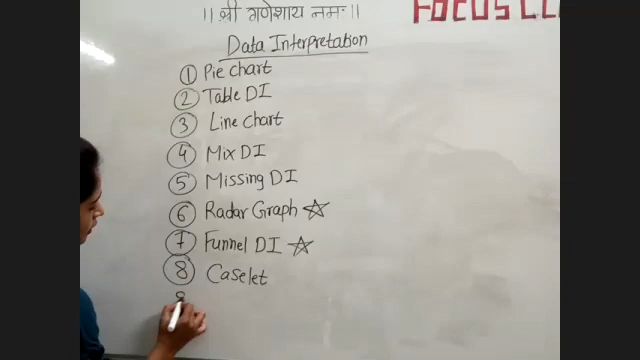 ।। श्री गणेशाय नमः ।।
FOCUS
Data Interpretation
① Pie chart
② Table DI
③ Line chart
④ Mix DI
⑤ Missing DI
⑥ Radar Graph ☆
⑦ Funnel DI ☆
⑧ Caselet